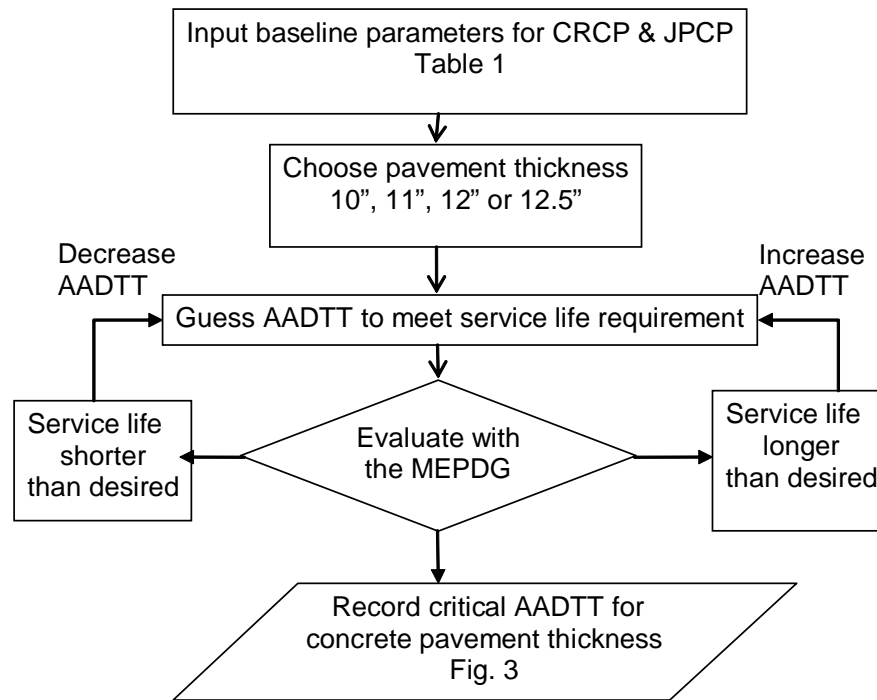 Input baseline parameters for CRCP & JPCP
Table 1
Choose pavement thickness
10”, 11”, 12” or 12.5”
Decrease
AADTT
Increase
AADTT
Guess AADTT to meet service life requirement
Service life
shorter
than desired
Evaluate with
the MEPDG
Service life
longer
than desired
Record critical AADTT for
concrete pavement thickness
Fig. 3